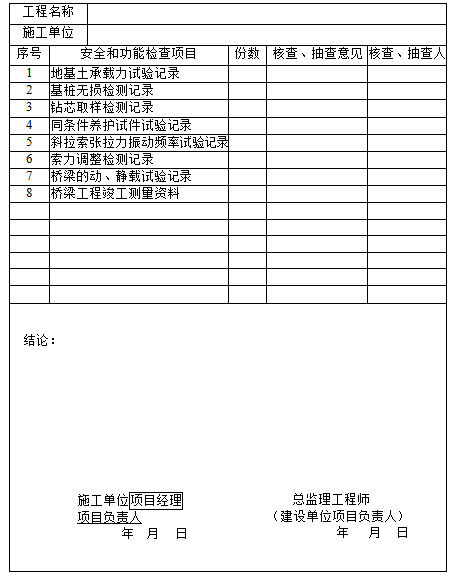 工程名称
施工单位
序号 安全和功能检查项目 份数 核查、抽查意见 核查、抽查人
1 地基土承载力试验记录
2 基桩无损检测记录
3 钻芯取样检测记录
4 同条件养护试件试验记录
5 斜拉索张拉力振动频率试验记录
6 索力调整检测记录
7 桥梁的动、静载试验记录
8 桥梁工程竣工测量资料
结论：
施工单位项目经理 总监理工程师
项目负责人 （建设单位项目负责人）
年 月 日 年 月 日